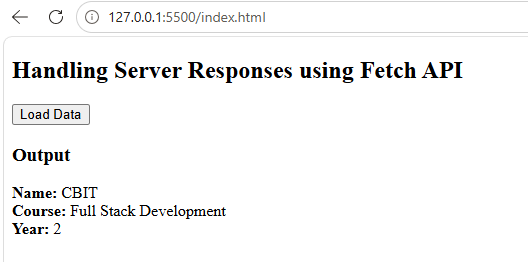 127.0.0.1:5500/index.html
Handling Server Responses using Fetch API
Load Data
Output
Name: CBIT
Course: Full Stack Development
Year: 2